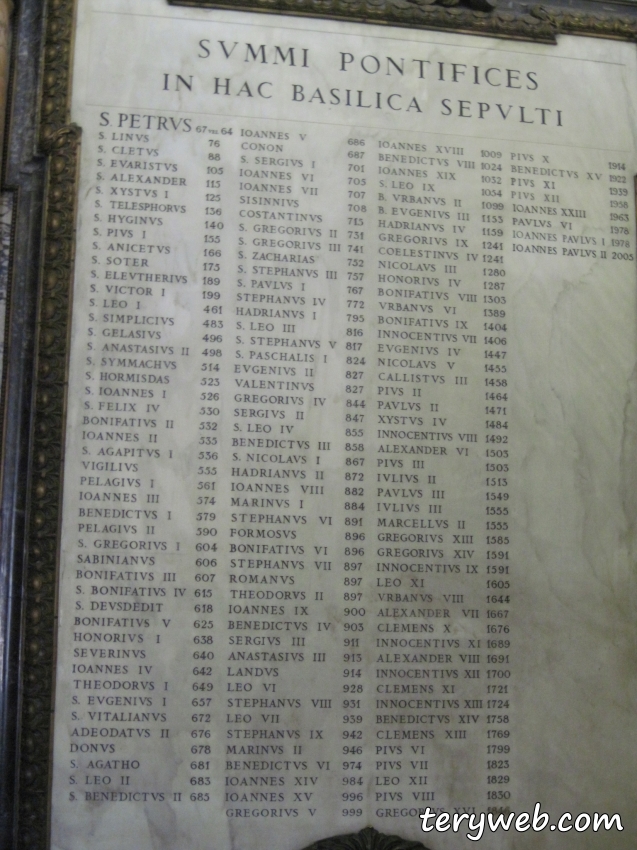 SVMMI PONTIFICES
IN HAC BASILICA SEPVLTI
S. PETRVS 67 VEL 64
S. LINVS 76
S. CLETVS 88
S. EVARISTVS 105
S. ALEXANDER 115
S. XYSTVS I 125
S. TELESPHORVS 136
S. HYGINVS 140
S. PIVS I 155
S. ANICETVS 166
S. SOTER 175
S. ELEVTHERIVS 189
S. VICTOR I 199
S. LEO I 461
S. SIMPLICIVS 483
S. GELASIVS 496
S. ANASTASIVS II 498
S. SYMMACHVS 514
S. HORMISDAS 523
S. IOANNES I 526
S. FELIX IV 530
BONIFATIVS II 532
IOANNES II 535
S. AGAPITVS I 536
VIGILIVS 555
PELAGIVS I 561
IOANNES III 574
BENEDICTVS I 579
PELAGIVS II 590
S. GREGORIVS I 604
SABINIANVS 606
BONIFATIVS III 607
S. BONIFATIVS IV 615
S. DEVSDEDIT 618
BONIFATIVS V 625
HONORIVS I 638
SEVERINVS 640
IOANNES IV 642
THEODORVS I 649
S. EVGENIVS I 657
S. VITALIANVS 672
ADEODATVS II 676
DONVS 678
S. AGATHO 681
S. LEO II 683
S. BENEDICTVS II 685
IOANNES V 686
CONON 687
S. SERGIVS I 701
IOANNES VI 705
IOANNES VII 707
SISINNIVS 708
COSTANTINVS 715
S. GREGORIVS II 731
S. GREGORIVS III 741
S. ZACHARIAS 752
S. STEPHANVS III 757
S. PAVLVS I 767
STEPHANVS IV 772
HADRIANVS I 795
S. LEO III 816
S. STEPHANVS V 817
S. PASCHALIS I 824
EVGENIVS II 827
VALENTINVS 827
GREGORIVS IV 844
SERGIVS II 847
S. LEO IV 855
BENEDICTVS III 858
S. NICOLAVS I 867
HADRIANVS II 872
IOANNES VIII 882
MARINVS I 884
STEPHANVS VI 891
FORMOSVS 896
BONIFATIVS VI 896
STEPHANVS VII 897
ROMANVS 897
THEODORVS II 897
IOANNES IX 900
BENEDICTVS IV 903
SERGIVS III 911
ANASTASIVS III 913
LANDVS 914
LEO VI 928
STEPHANVS VIII 931
LEO VII 939
STEPHANVS IX 942
MARINVS II 946
BENEDICTVS VI 974
IOANNES XIV 984
IOANNES XV 996
GREGORIVS V 999
IOANNES XVIII 1009
BENEDICTVS VIII 1024
IOANNES XIX 1032
S. LEO IX 1054
B. VRBANVS II 1099
B. EVGENIVS III 1153
HADRIANVS IV 1159
GREGORIVS IX 1241
COELESTINVS IV 1241
NICOLAVS III 1280
HONORIVS IV 1287
BONIFATIVS VIII 1303
VRBANVS VI 1389
BONIFATIVS IX 1404
INNOCENTIVS VII 1406
EVGENIVS IV 1447
NICOLAVS V 1455
CALLISTVS III 1458
PIVS II 1464
PAVLVS II 1471
XYSTVS IV 1484
INNOCENTIVS VIII 1492
ALEXANDER VI 1503
PIVS III 1503
IVLIVS II 1513
PAVLVS III 1549
IVLIVS III 1555
MARCELLVS II 1555
GREGORIVS XIII 1585
GREGORIVS XIV 1591
INNOCENTIVS IX 1591
LEO XI 1605
VRBANVS VIII 1644
ALEXANDER VII 1667
CLEMENS X 1676
INNOCENTIVS XI 1689
ALEXANDER VIII 1691
INNOCENTIVS XII 1700
CLEMENS XI 1721
INNOCENTIVS XIII 1724
BENEDICTVS XIV 1758
CLEMENS XIII 1769
PIVS VI 1799
PIVS VII 1823
LEO XII 1829
PIVS VIII 1830
GREGORIVS XVI 1846
PIVS X 1914
BENEDICTVS XV 1922
PIVS XI 1939
PIVS XII 1958
IOANNES XXIII 1963
PAVLVS VI 1978
IOANNES PAVLVS I 1978
IOANNES PAVLVS II 2005
teryweb.com